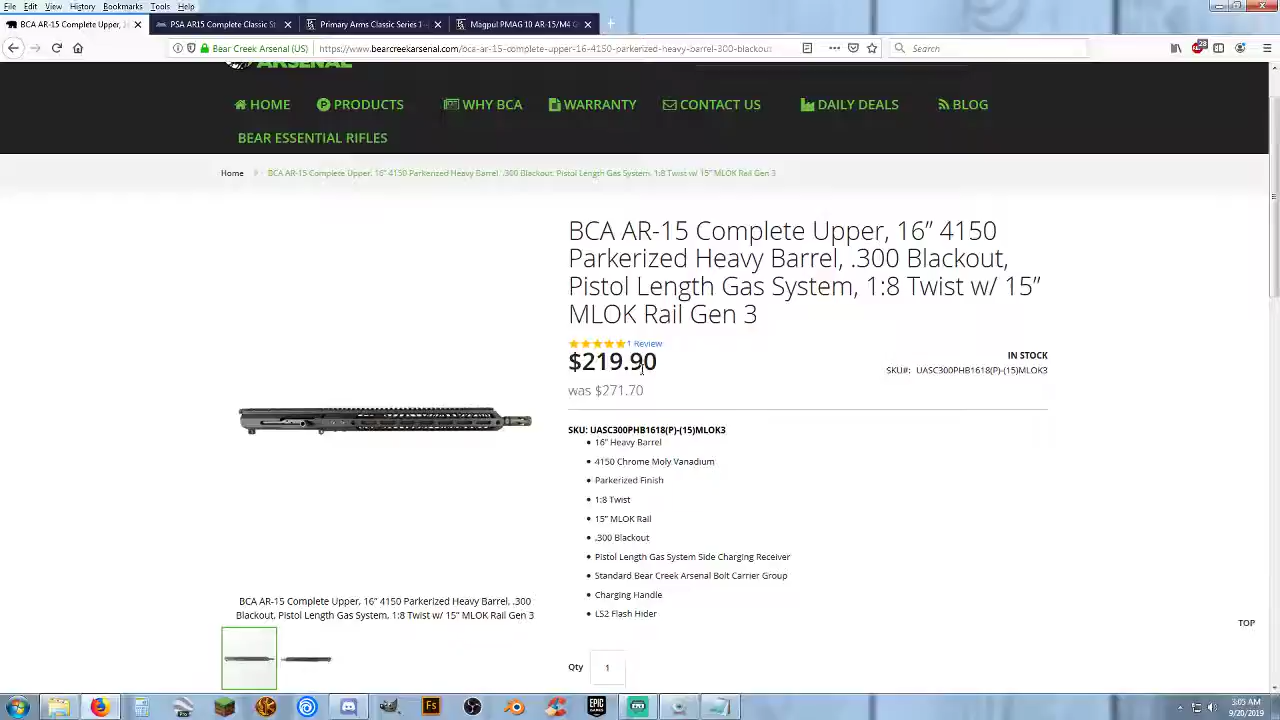 File Edit View History Bookmarks Tools Help
BCA AR-15 Complete Upper, 16 × PSA AR15 Complete Classic St × Primary Arms Classic Series 1 × Magpul PMAG 10 AR-15/M4 × +
Bear Creek Arsenal (US) https://www.bearcreekarsenal.com/bca-ar-15-complete-upper-16-4150-parkerized-heavy-barrel-300-blackout Search 28
ARSENAL
HOME PRODUCTS WHY BCA WARRANTY CONTACT US DAILY DEALS BLOG
BEAR ESSENTIAL RIFLES
Home BCA AR-15 Complete Upper, 16" 4150 Parkerized Heavy Barrel, .300 Blackout, Pistol Length Gas System, 1:8 Twist w/ 15" MLOK Rail Gen 3
BCA AR-15 Complete Upper, 16” 4150
Parkerized Heavy Barrel, .300 Blackout,
Pistol Length Gas System, 1:8 Twist w/ 15”
MLOK Rail Gen 3
1 Review
$219.90
IN STOCK
SKU#: UASC300PHB1618(P)-(15)MLOK3
was $271.70
SKU: UASC300PHB1618(P)-(15)MLOK3
• 16” Heavy Barrel
• 4150 Chrome Moly Vanadium
• Parkerized Finish
• 1:8 Twist
• 15” MLOK Rail
• .300 Blackout
• Pistol Length Gas System Side Charging Receiver
• Standard Bear Creek Arsenal Bolt Carrier Group
• Charging Handle
• LS2 Flash Hider
BCA AR-15 Complete Upper, 16” 4150 Parkerized Heavy Barrel, .300
Blackout, Pistol Length Gas System, 1:8 Twist w/ 15” MLOK Rail Gen 3
TOP
Qty 1
Fs
EPIC GAMES
3:05 AM
9/20/2019